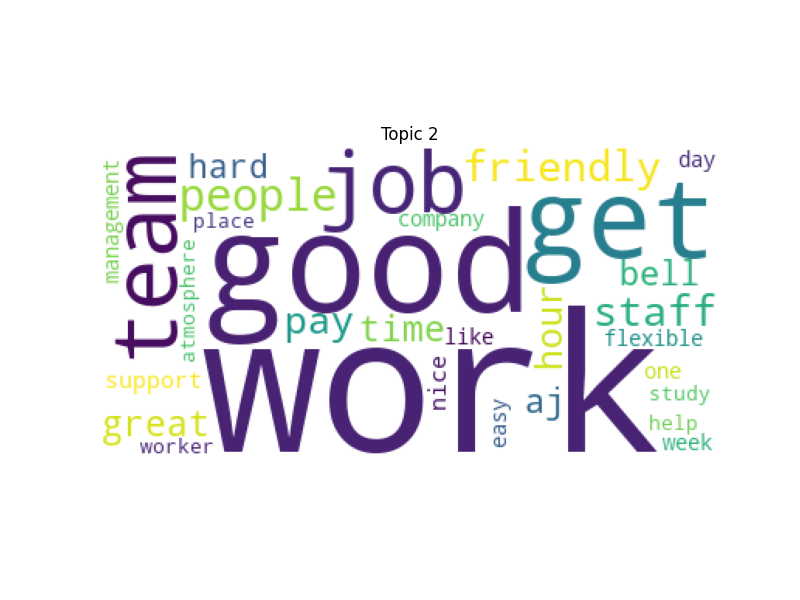 Topic 2
management
team
hard
people
place
atmosphere
job
friendly
day
company
good
get
bell
staff
pay
time
like
hour
flexible
support
great
worker
work
nice
easy
aj
one
study
help
week